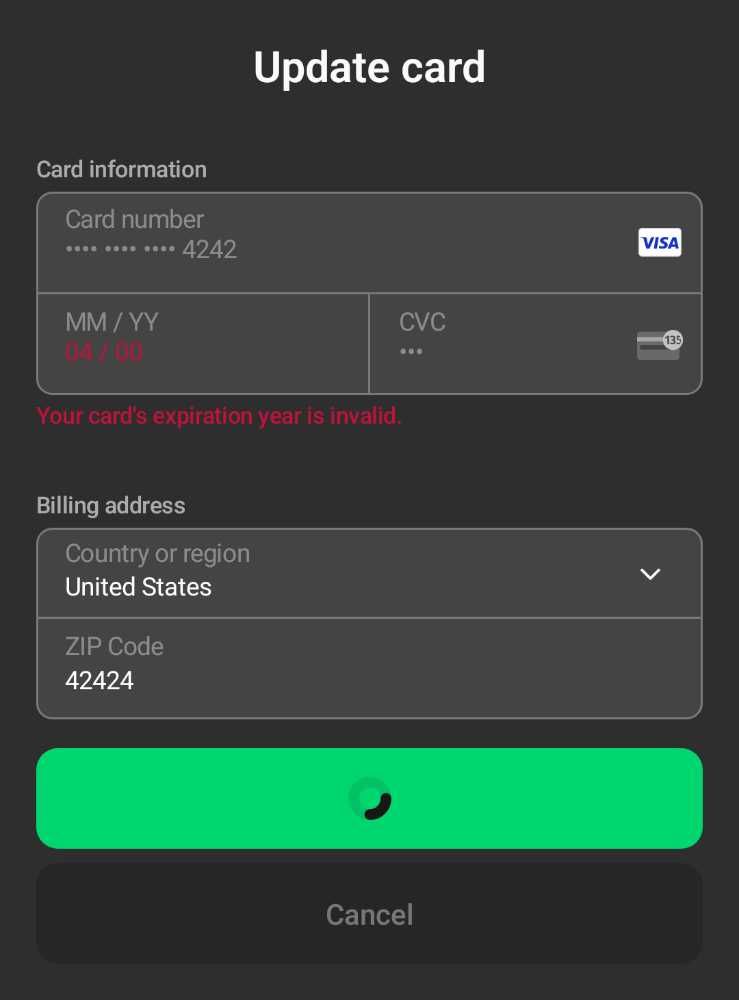 Update card
Card information
Card number
•••• •••• •••• 4242
VISA
MM / YY
04 / 00
CVC
•••
135
Your card's expiration year is invalid.
Billing address
Country or region
United States
ZIP Code
42424
Cancel